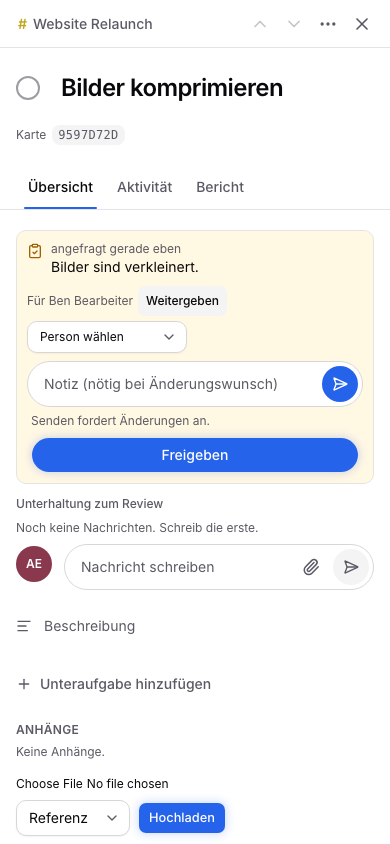 # Website Relaunch
Bilder komprimieren
Karte 9597D72D
Übersicht Aktivität Bericht
angefragt gerade eben
Bilder sind verkleinert.
Für Ben Bearbeiter Weitergeben
Person wählen
Notiz (nötig bei Änderungswunsch)
Senden fordert Änderungen an.
Freigeben
Unterhaltung zum Review
Noch keine Nachrichten. Schreib die erste.
AE Nachricht schreiben
Beschreibung
Unteraufgabe hinzufügen
ANHÄNGE
Keine Anhänge.
Choose File No file chosen
Referenz Hochladen